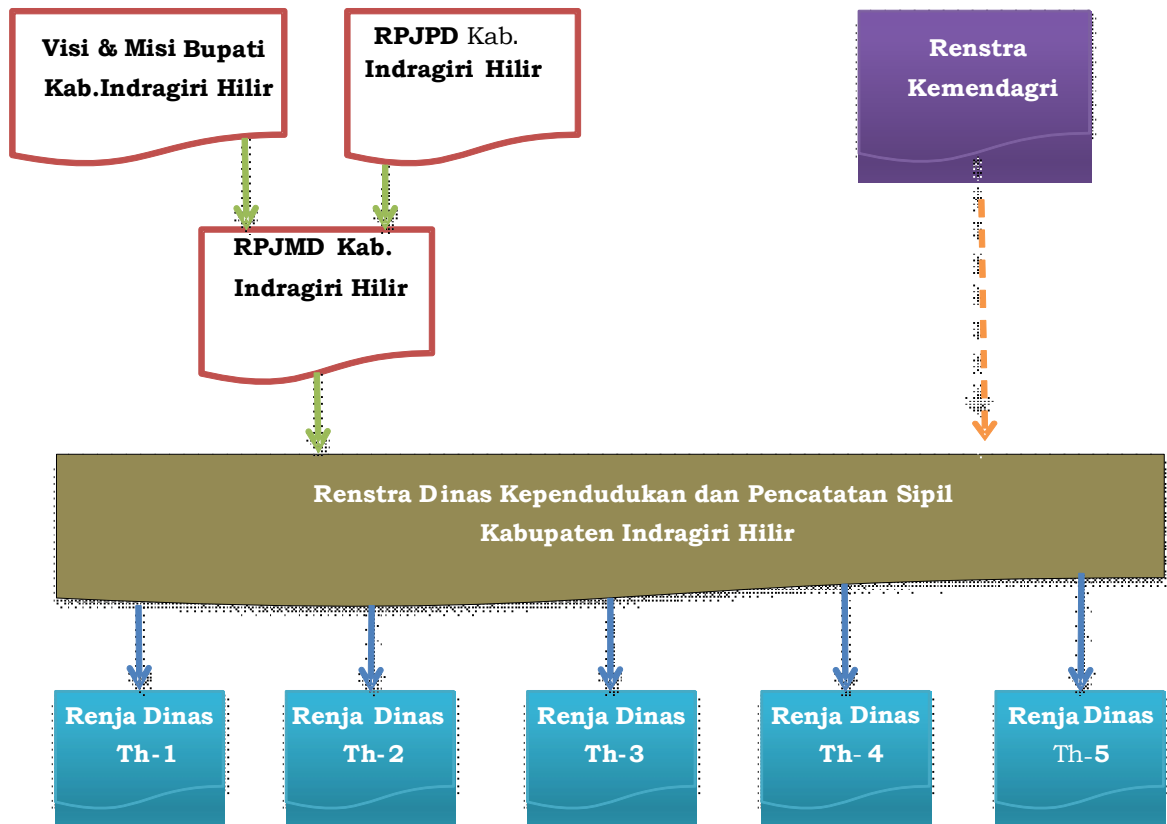 Visi & Misi Bupati
Kab.Indragiri Hilir
RPJPD Kab.
Indragiri Hilir
Renstra
Kemendagri
RPJMD Kab.
Indragiri Hilir
Renstra Dinas Kependudukan dan Pencatatan Sipil
Kabupaten Indragiri Hilir
Renja Dinas
Th-1
Renja Dinas
Th-2
Renja Dinas
Th-3
Renja Dinas
Th- 4
Renja Dinas
Th-5